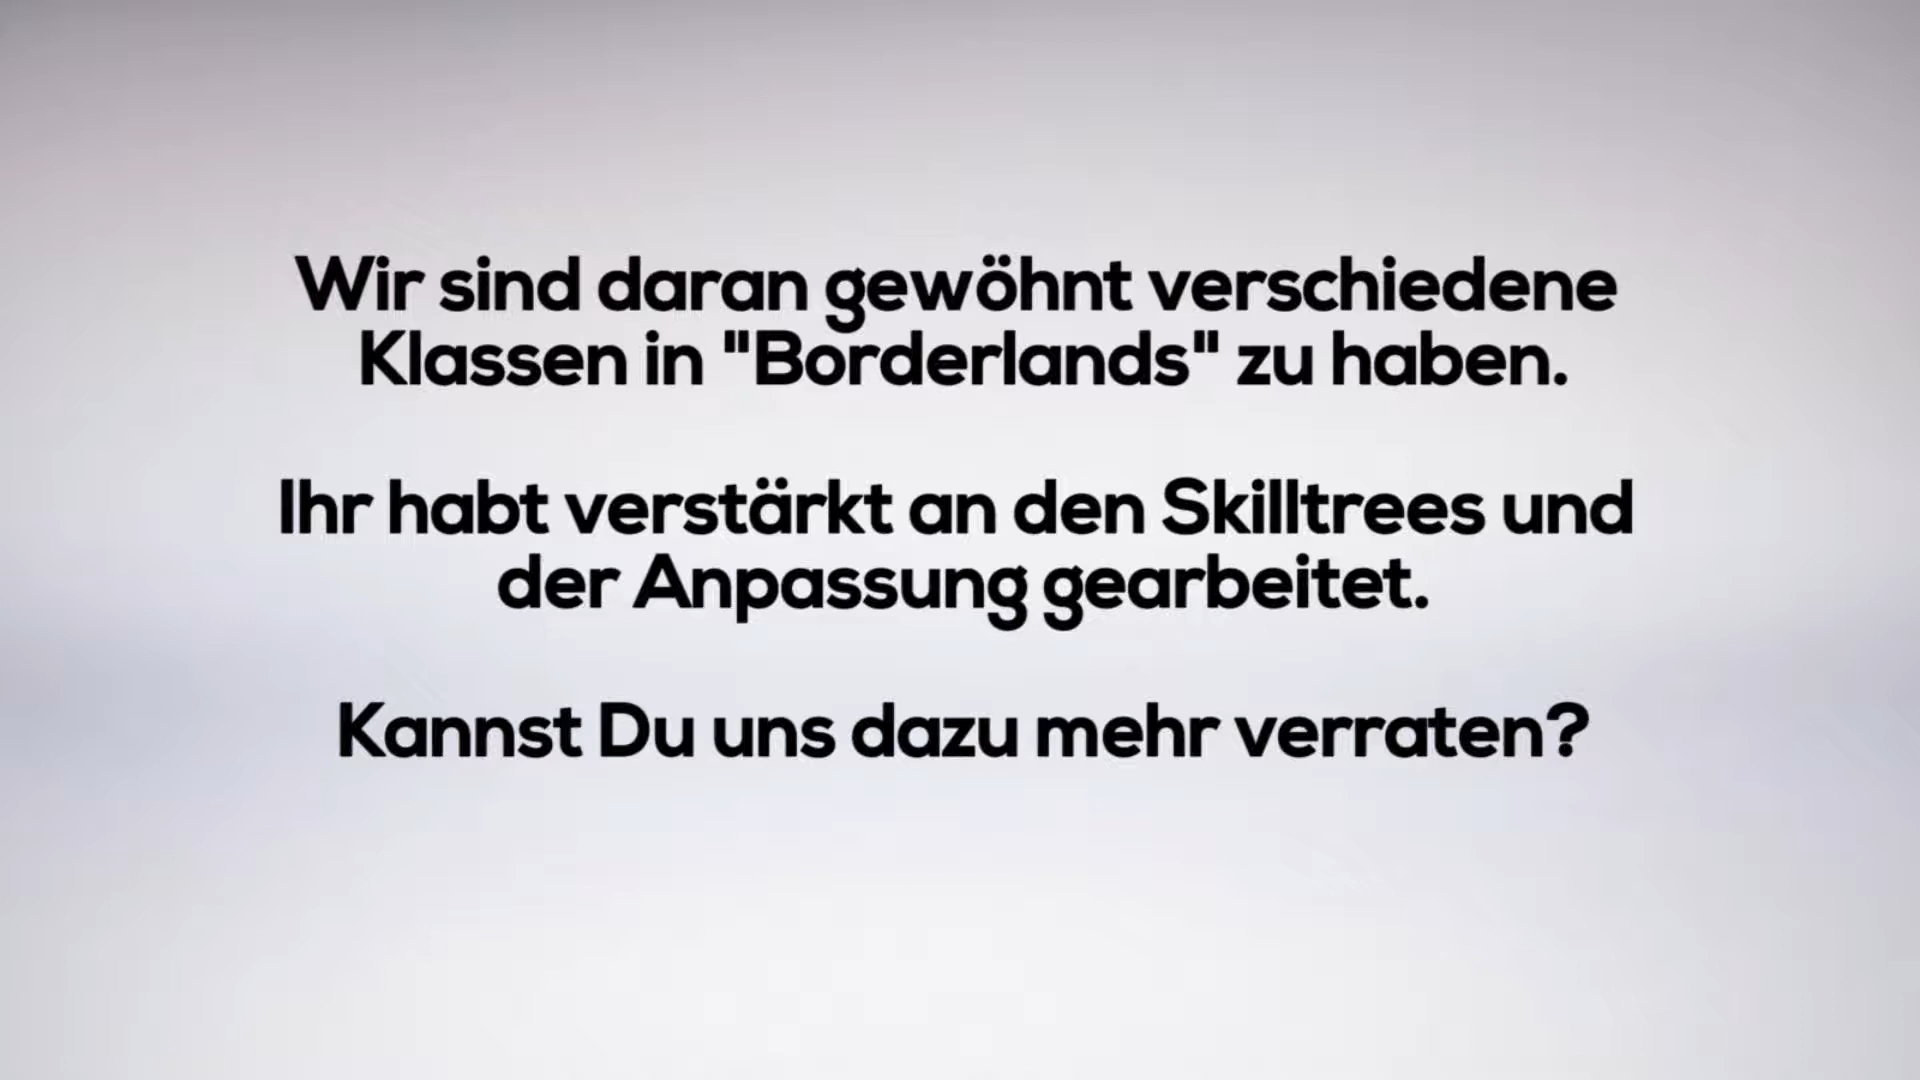 Wir sind daran gewöhnt verschiedene
Klassen in "Borderlands" zu haben.
Ihr habt verstärkt an den Skilltrees und
der Anpassung gearbeitet.
Kannst Du uns dazu mehr verraten?